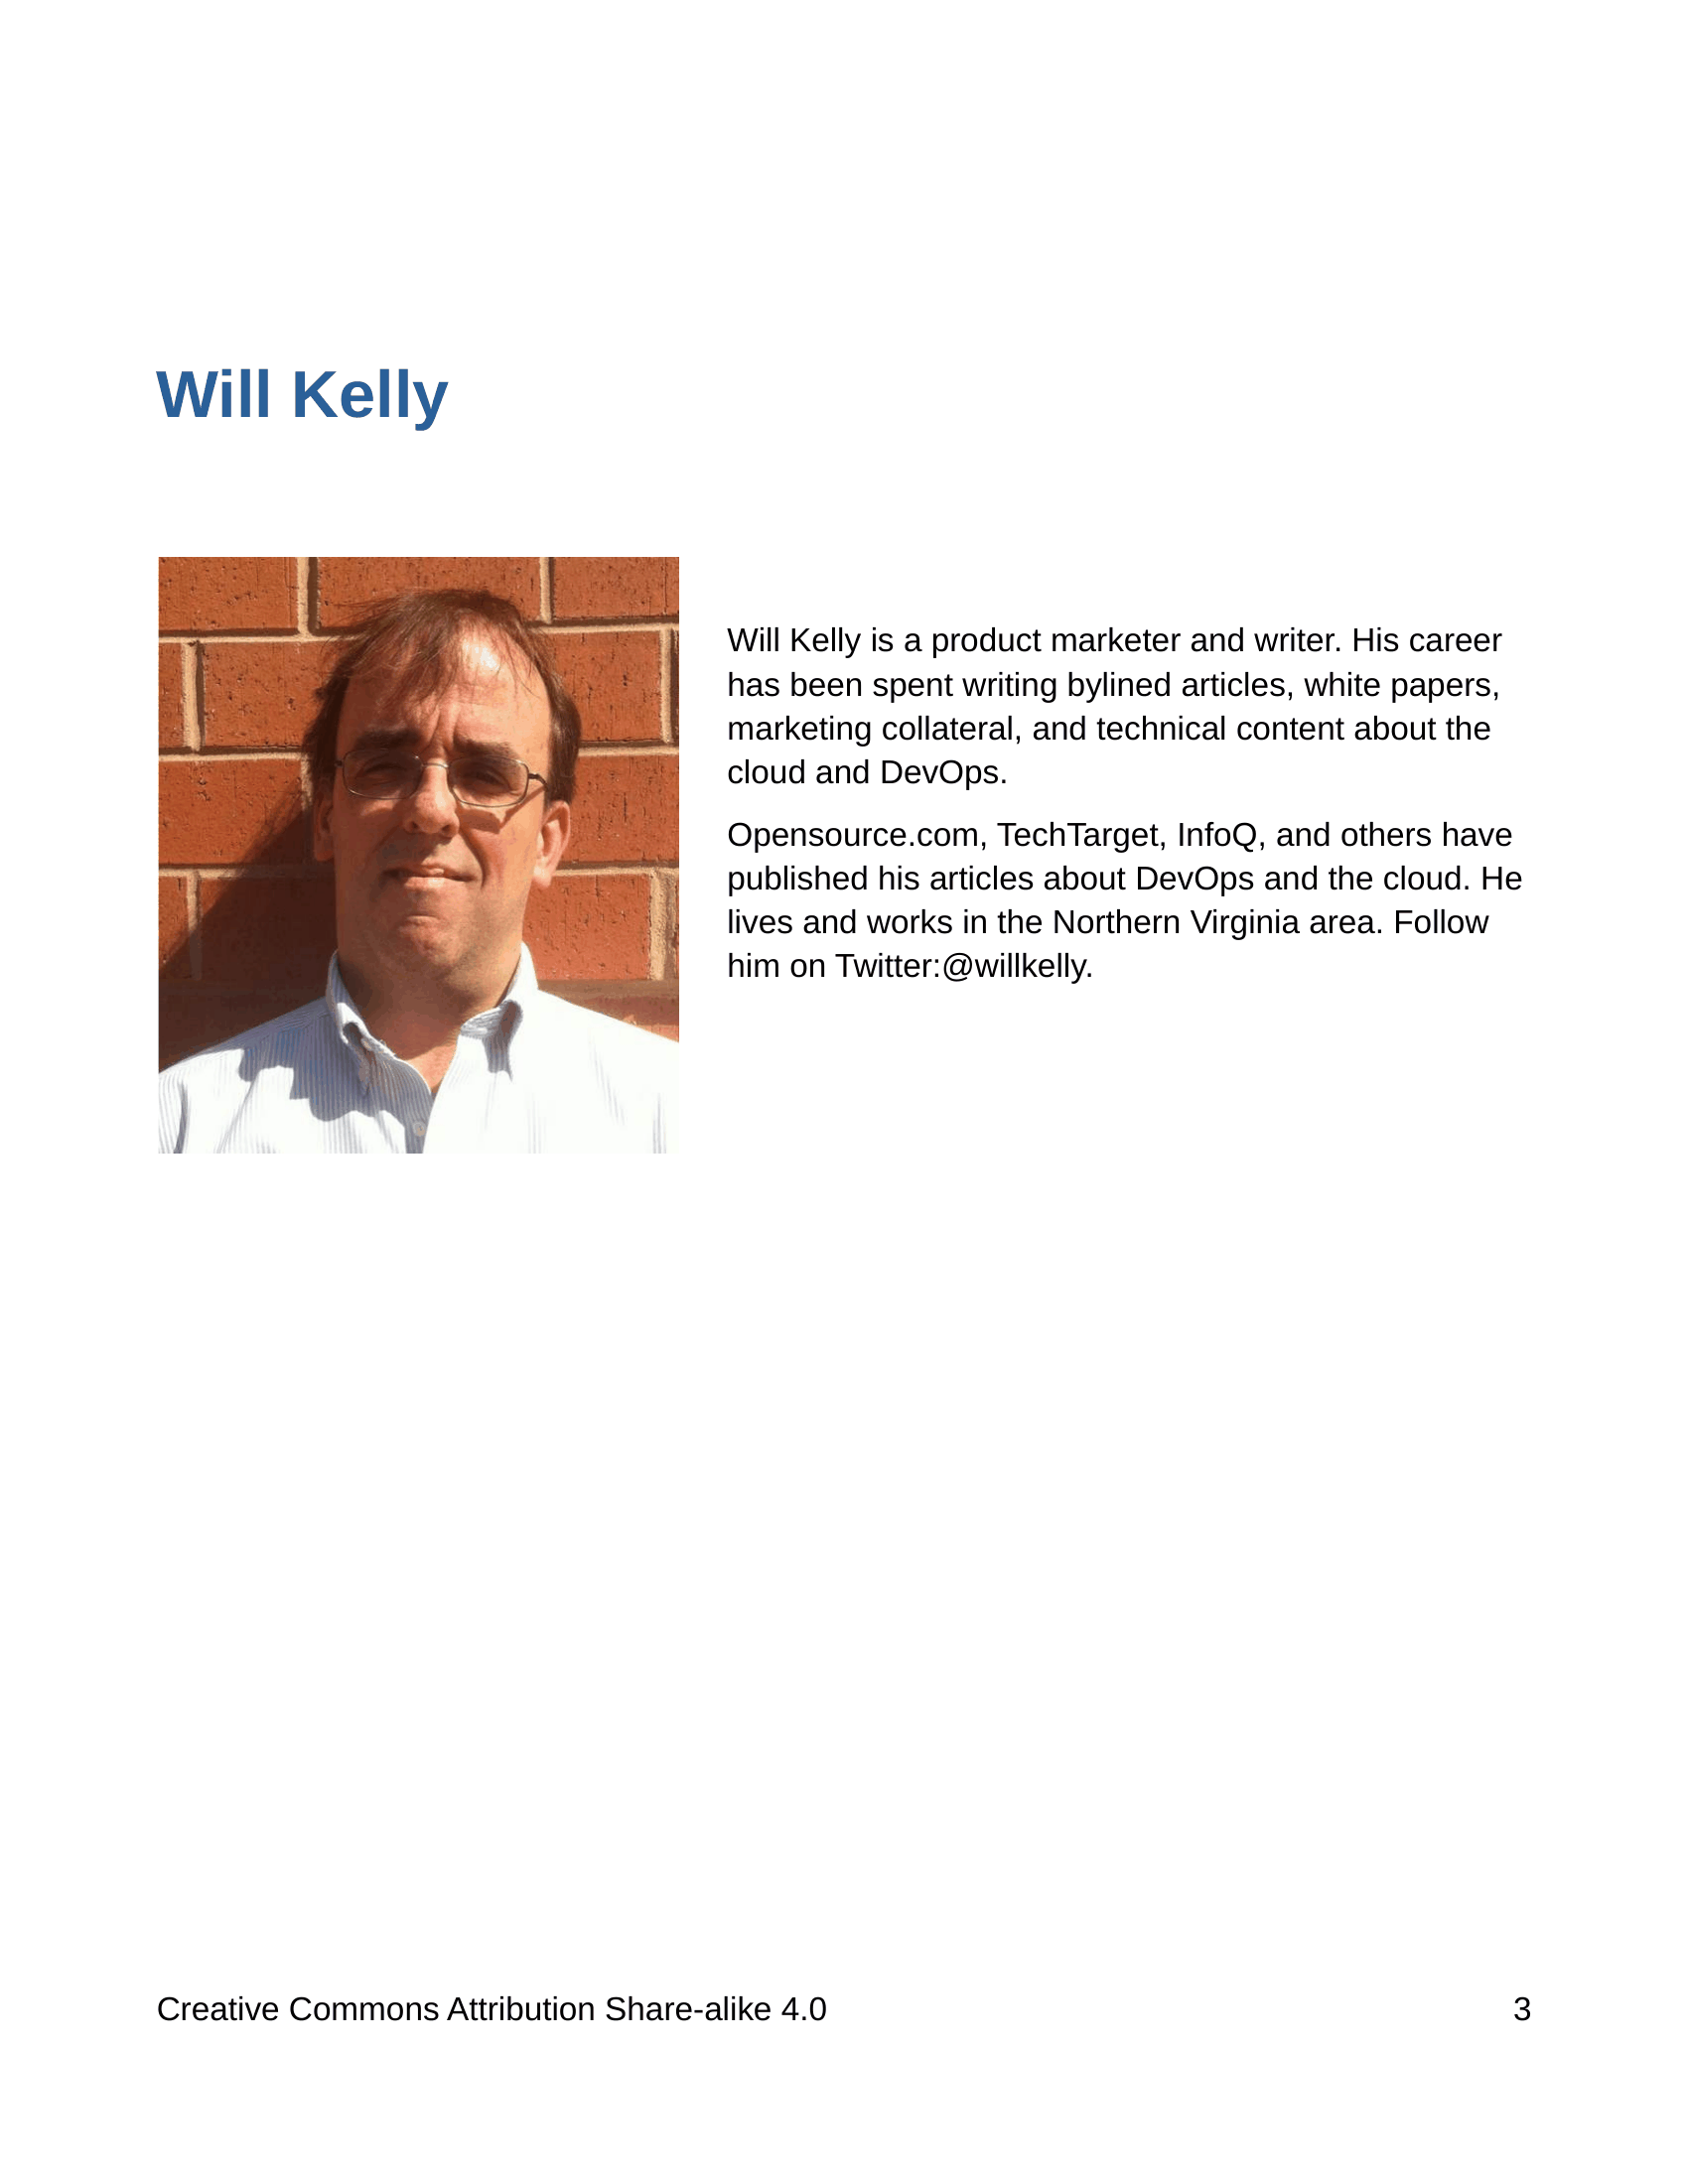 Will Kelly
Will Kelly is a product marketer and writer. His career
has been spent writing bylined articles, white papers,
marketing collateral, and technical content about the
cloud and DevOps.
Opensource.com, TechTarget, InfoQ, and others have
published his articles about DevOps and the cloud. He
lives and works in the Northern Virginia area. Follow
him on Twitter:@willkelly.
Creative Commons Attribution Share-alike 4.0 3